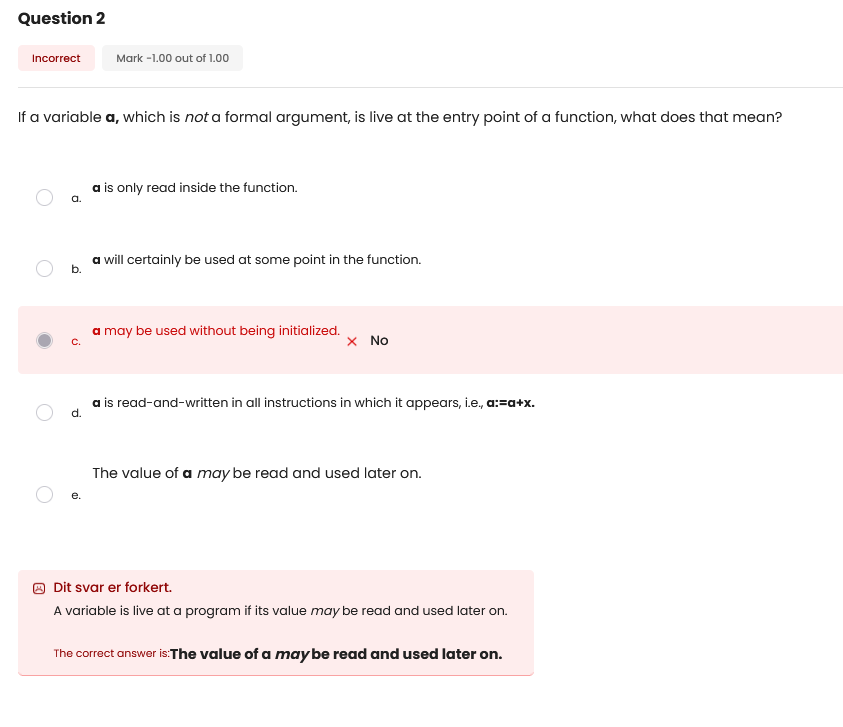 Question 2
Incorrect
Mark -1.00 out of 1.00
If a variable a, which is not a formal argument, is live at the entry point of a function, what does that mean?
a.
a is only read inside the function.
b.
a will certainly be used at some point in the function.
c.
a may be used without being initialized.
No
d.
a is read-and-written in all instructions in which it appears, i.e., a:=a+x.
e.
The value of a may be read and used later on.
Dit svar er forkert.
A variable is live at a program if its value may be read and used later on.
The correct answer is:The value of a may be read and used later on.